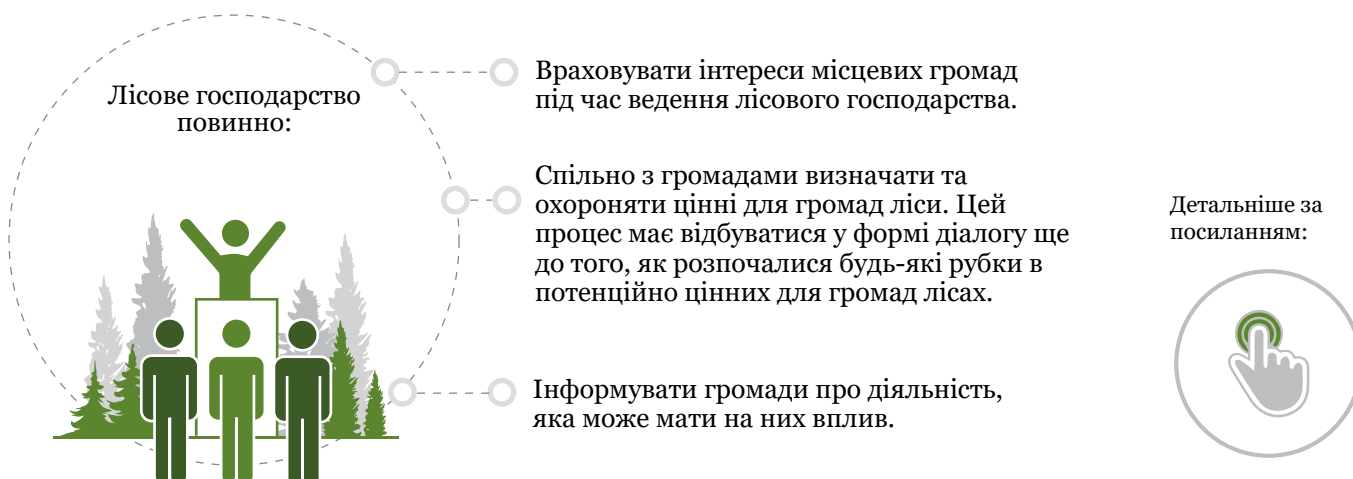 Лісове господарство
повинно:
Враховувати інтереси місцевих громад
під час ведення лісового господарства.
Спільно з громадами визначати та
охороняти цінні для громад ліси. Цей
процес має відбуватися у формі діалогу ще
до того, як розпочалися будь-які рубки в
потенційно цінних для громад лісах.
Інформувати громади про діяльність,
яка може мати на них вплив.
Детальніше за
посиланням: